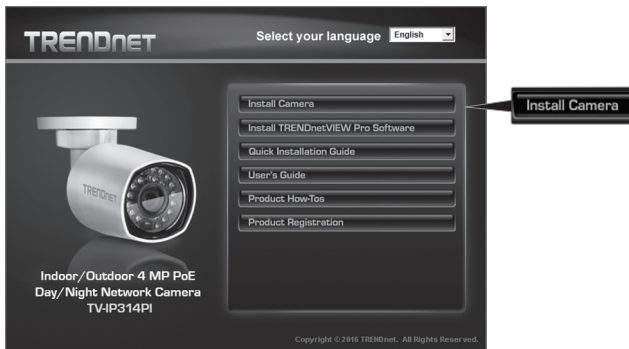 TRENDnet
Select your language English
Install Camera
Install Camera
Install TRENDnetVIEW Pro Software
Quick Installation Guide
User's Guide
Product How-Tos
Product Registration
TRENDnet
Indoor/Outdoor 4 MP PoE
Day/Night Network Camera
TV-IP314PI
Copyright © 2016 TRENDnet. All Rights Reserved.